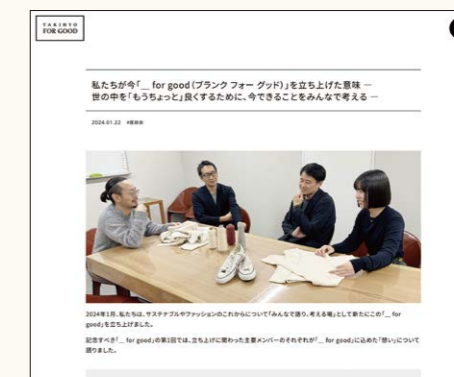 TAKIHYO
FOR GOOD
私たちが今「__ for good（ブランク フォー グッド）」を立ち上げた意味 ―
世の中を「もうちょっと」良くするために、今できることをみんなで考える ―
2024.01.22
2024年1月、私たちは、サステナブルやファッションのこれからについて「みんなで語り、考える場」として新たにこの「__ for
good」を立ち上げました。
記念すべき「__ for good」の第1回では、立ち上げに関わった主要メンバーのそれぞれが「__ for good」に込めた「想い」について
語りました。